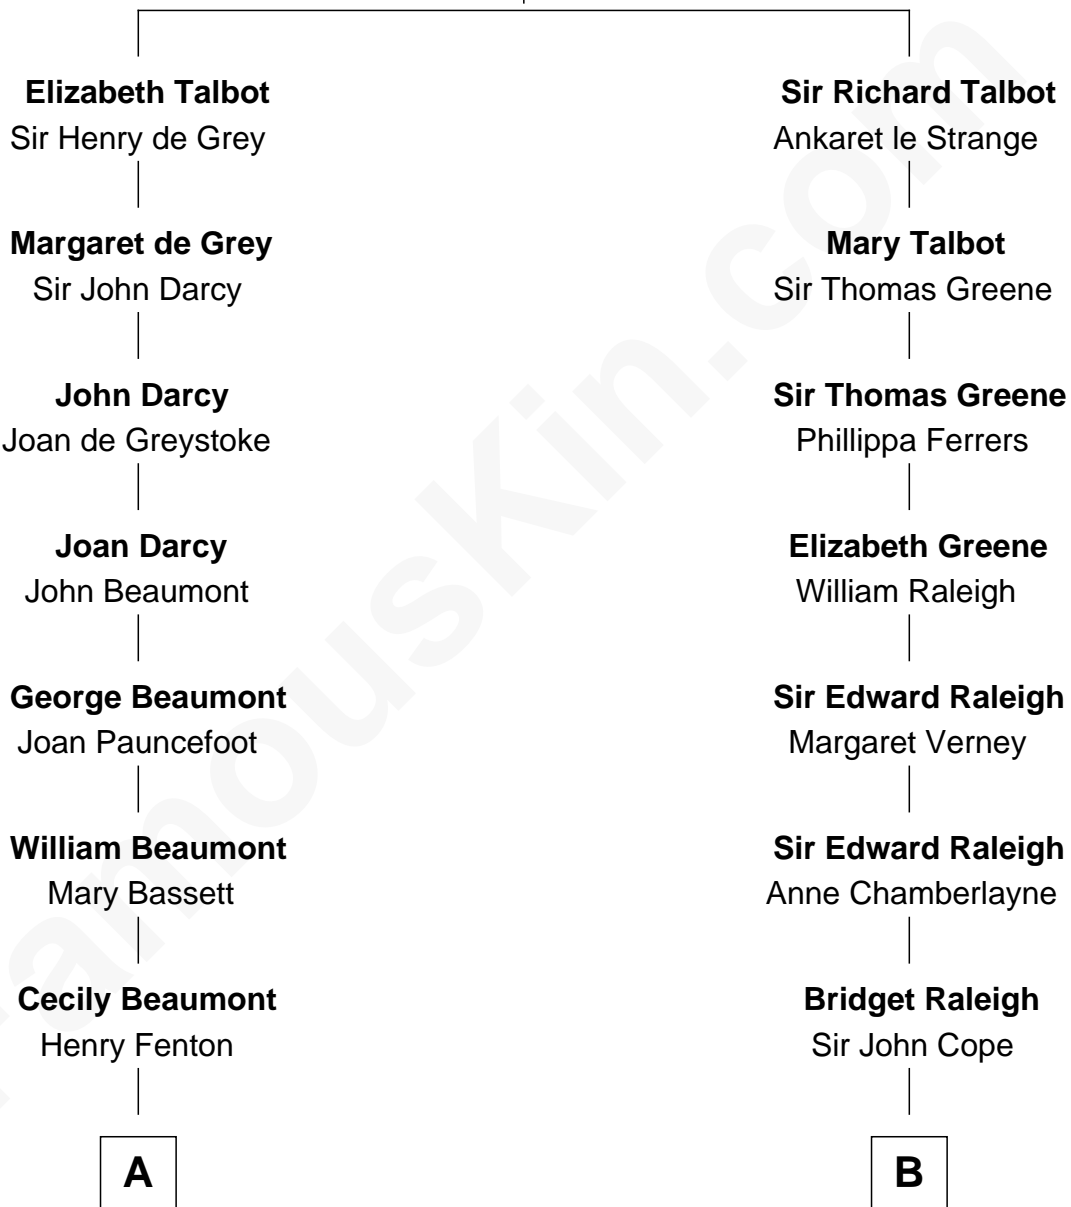 Elizabeth Talbot
Sir Henry de Grey
Margaret de Grey
Sir John Darcy
John Darcy
Joan de Greystoke
Joan Darcy
John Beaumont
George Beaumont
Joan Pauncefoot
William Beaumont
Mary Bassett
Cecily Beaumont
Henry Fenton
A
Sir Richard Talbot
Ankaret le Strange
Mary Talbot
Sir Thomas Greene
Sir Thomas Greene
Phillippa Ferrers
Elizabeth Greene
William Raleigh
Sir Edward Raleigh
Margaret Verney
Sir Edward Raleigh
Anne Chamberlayne
Bridget Raleigh
Sir John Cope
B
FamousKin.com